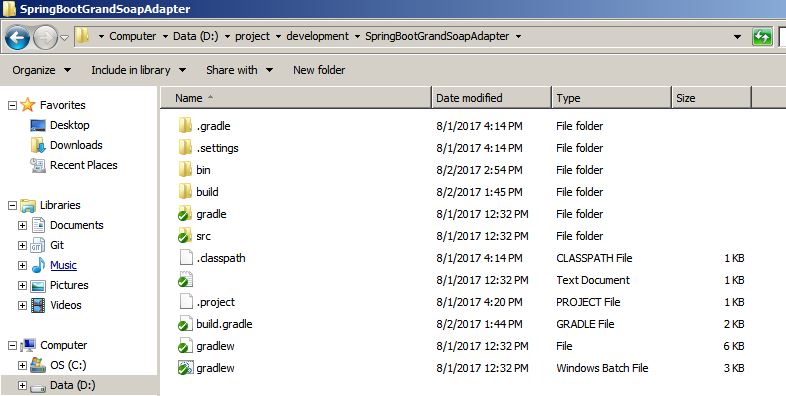 SpringBootGrandSoapAdapter
Computer Data (D:) project development SpringBootGrandSoapAdapter
Organize Include in library Share with New folder
Favorites
Desktop
Downloads
Recent Places
Libraries
Documents
Git
Music
Pictures
Videos
Computer
OS (C:)
Data (D:)
Name Date modified Type Size
.gradle 8/1/2017 4:14 PM File folder
.settings 8/1/2017 4:14 PM File folder
bin 8/2/2017 2:54 PM File folder
build 8/2/2017 1:45 PM File folder
gradle 8/1/2017 12:32 PM File folder
src 8/1/2017 12:32 PM File folder
.classpath 8/1/2017 4:14 PM CLASSPATH File 1 KB
8/1/2017 12:32 PM Text Document 1 KB
.project 8/1/2017 4:20 PM PROJECT File 1 KB
build.gradle 8/2/2017 1:44 PM GRADLE File 2 KB
gradlew 8/1/2017 12:32 PM File 6 KB
gradlew 8/1/2017 12:32 PM Windows Batch File 3 KB